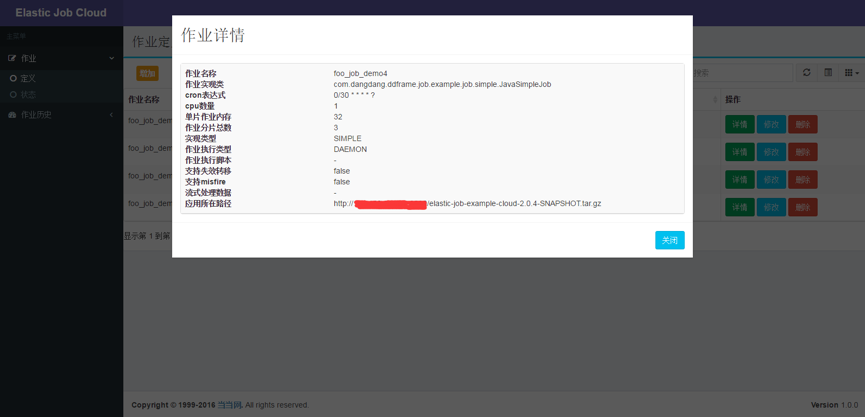 Elastic Job Cloud
主菜单
作业
定义
状态
作业历史
作业定
增加
搜索
作业名称
操作
foo_job_dem
详情 修改 删除
foo_job_dem
详情 修改 删除
foo_job_dem
详情 修改 删除
foo_job_dem
详情 修改 删除
显示第 1 到第
作业详情
作业名称 foo_job_demo4
作业实现类 com.dangdang.ddframe.job.example.job.simple.JavaSimpleJob
cron表达式 0/30 * * * * ?
cpu数量 1
单片作业内存 32
作业分片总数 3
实现类型 SIMPLE
作业执行类型 DAEMON
作业执行脚本 -
支持失效转移 false
支持misfire false
流式处理数据 -
应用所在路径 http:// /elastic-job-example-cloud-2.0.4-SNAPSHOT.tar.gz
关闭
Copyright © 1999-2016 当当网. All rights reserved.
Version 1.0.0